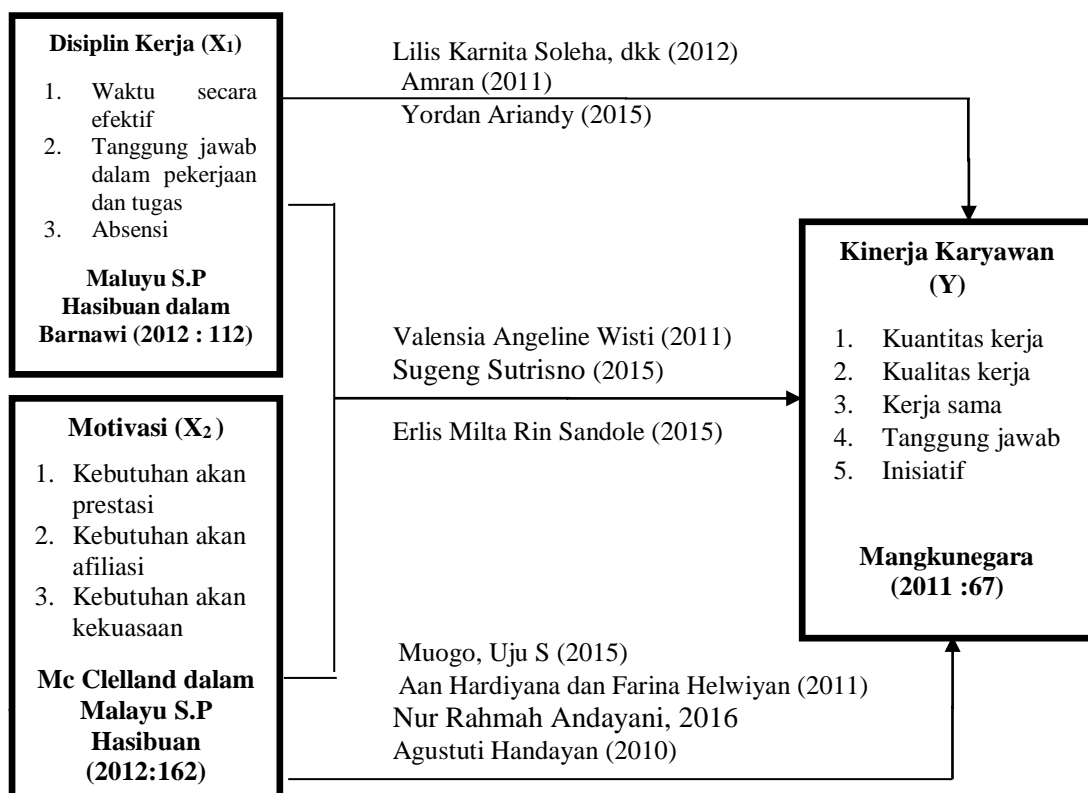 Disiplin Kerja (X1)
1. Waktu secara
efektif
2. Tanggung jawab
dalam pekerjaan
dan tugas
3. Absensi
Maluyu S.P
Hasibuan dalam
Barnawi (2012 : 112)
Motivasi (X2 )
1. Kebutuhan akan
prestasi
2. Kebutuhan akan
afiliasi
3. Kebutuhan akan
kekuasaan
Mc Clelland dalam
Malayu S.P
Hasibuan
(2012:162)
Lilis Karnita Soleha, dkk (2012)
Amran (2011)
Yordan Ariandy (2015)
Valensia Angeline Wisti (2011)
Sugeng Sutrisno (2015)
Erlis Milta Rin Sandole (2015)
Muogo, Uju S (2015)
Aan Hardiyana dan Farina Helwiyan (2011)
Nur Rahmah Andayani, 2016
Agustuti Handayan (2010)
Kinerja Karyawan
(Y)
1. Kuantitas kerja
2. Kualitas kerja
3. Kerja sama
4. Tanggung jawab
5. Inisiatif
Mangkunegara
(2011 :67)